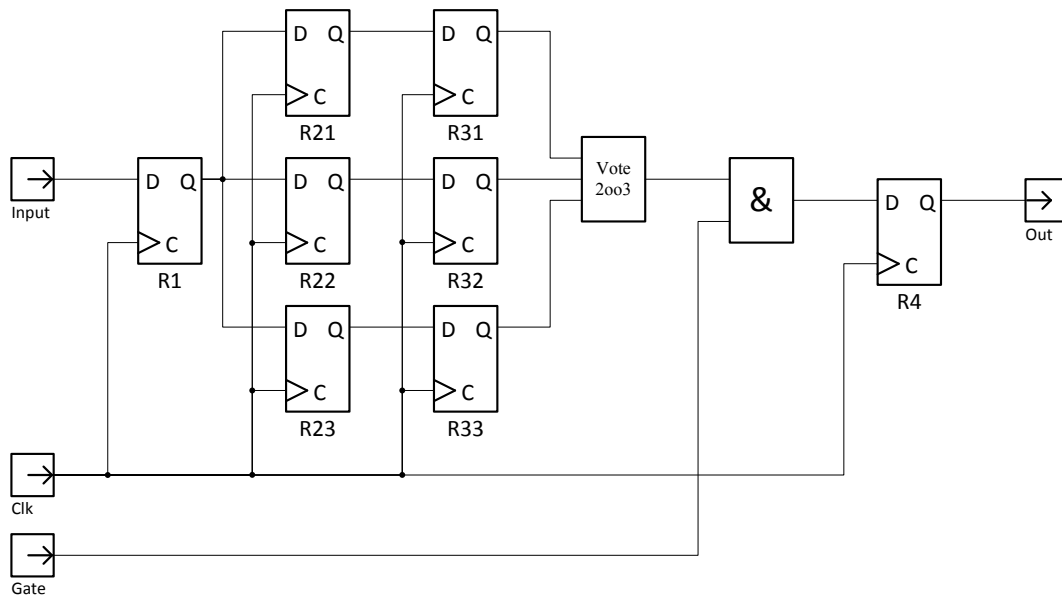 D Q
C
R21
D Q
C
R31
Input
D Q
C
R1
D Q
C
R22
D Q
C
R32
Vote
2oo3
&
D Q
C
R4
Out
D Q
C
R23
D Q
C
R33
Clk
Gate